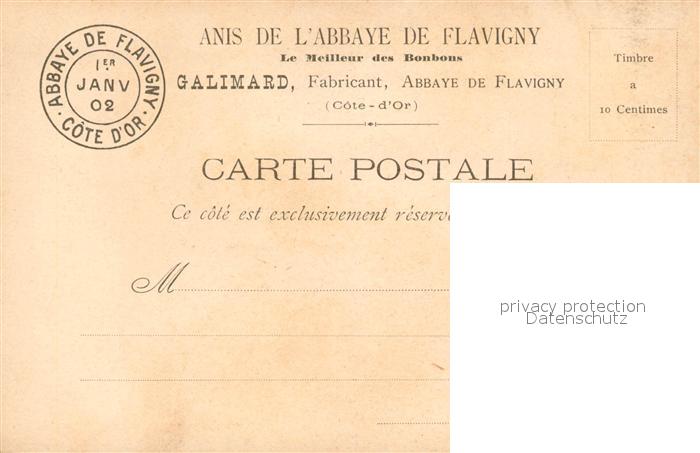 ABBAYE DE FLAVIGNY
1ER
JANV
02
CÔTE D'OR
ANIS DE L'ABBAYE DE FLAVIGNY
Le Meilleur des Bonbons
GALIMARD, Fabricant, ABBAYE DE FLAVIGNY
(Côte-d'Or)
Timbre
a
10 Centimes
CARTE POSTALE
Ce côté est exclusivement
M
privacy protection
Datenschutz